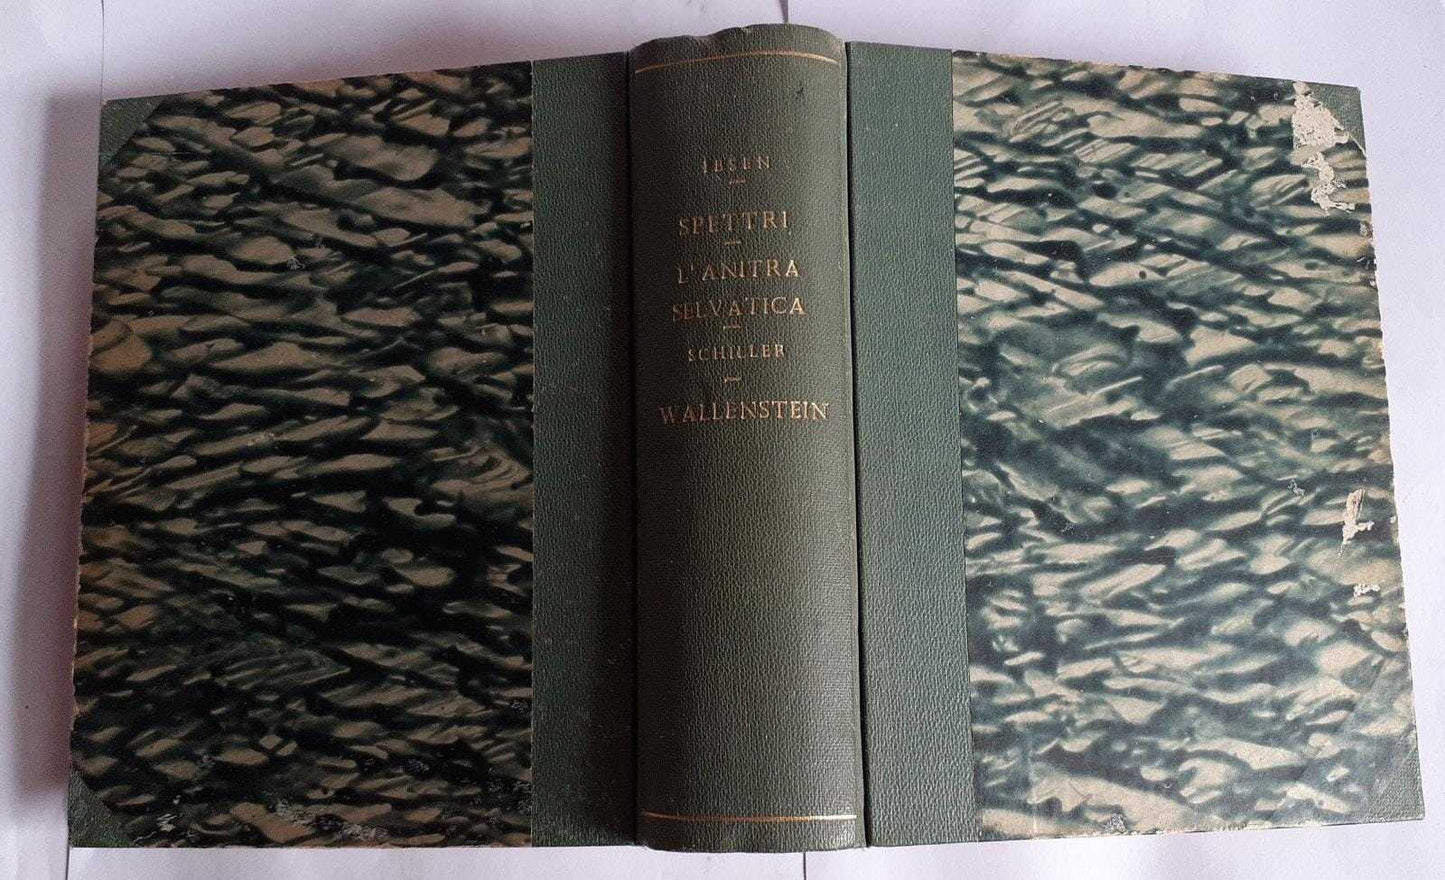 IBSEN
SPETTRI
L'ANITRA
SELVATICA
SCHILLER
WALLENSTEIN